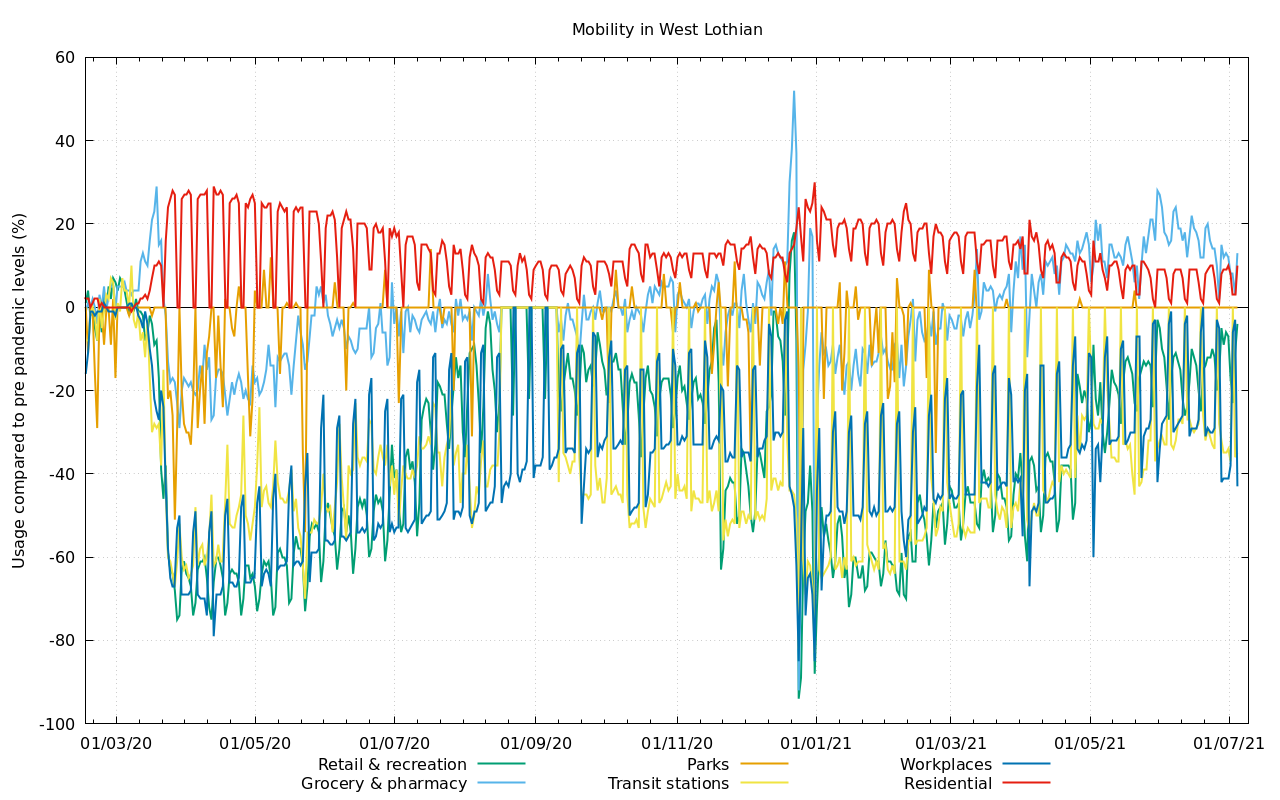 Mobility in West Lothian
Usage compared to pre pandemic levels (%)
60
40
20
0
-20
-40
-60
-80
-100
01/03/20 01/05/20 01/07/20 01/09/20 01/11/20 01/01/21 01/03/21 01/05/21 01/07/21
Retail & recreation Parks Workplaces
Grocery & pharmacy Transit stations Residential